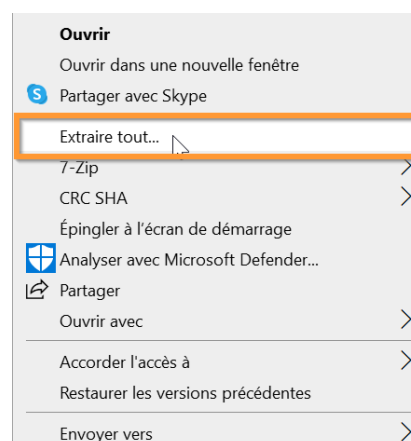 Ouvrir
Ouvrir dans une nouvelle fenêtre
Partager avec Skype
Extraire tout...
7-Zip
CRC SHA
Épingler à l'écran de démarrage
Analyser avec Microsoft Defender...
Partager
Ouvrir avec
Accorder l'accès à
Restaurer les versions précédentes
Envoyer vers